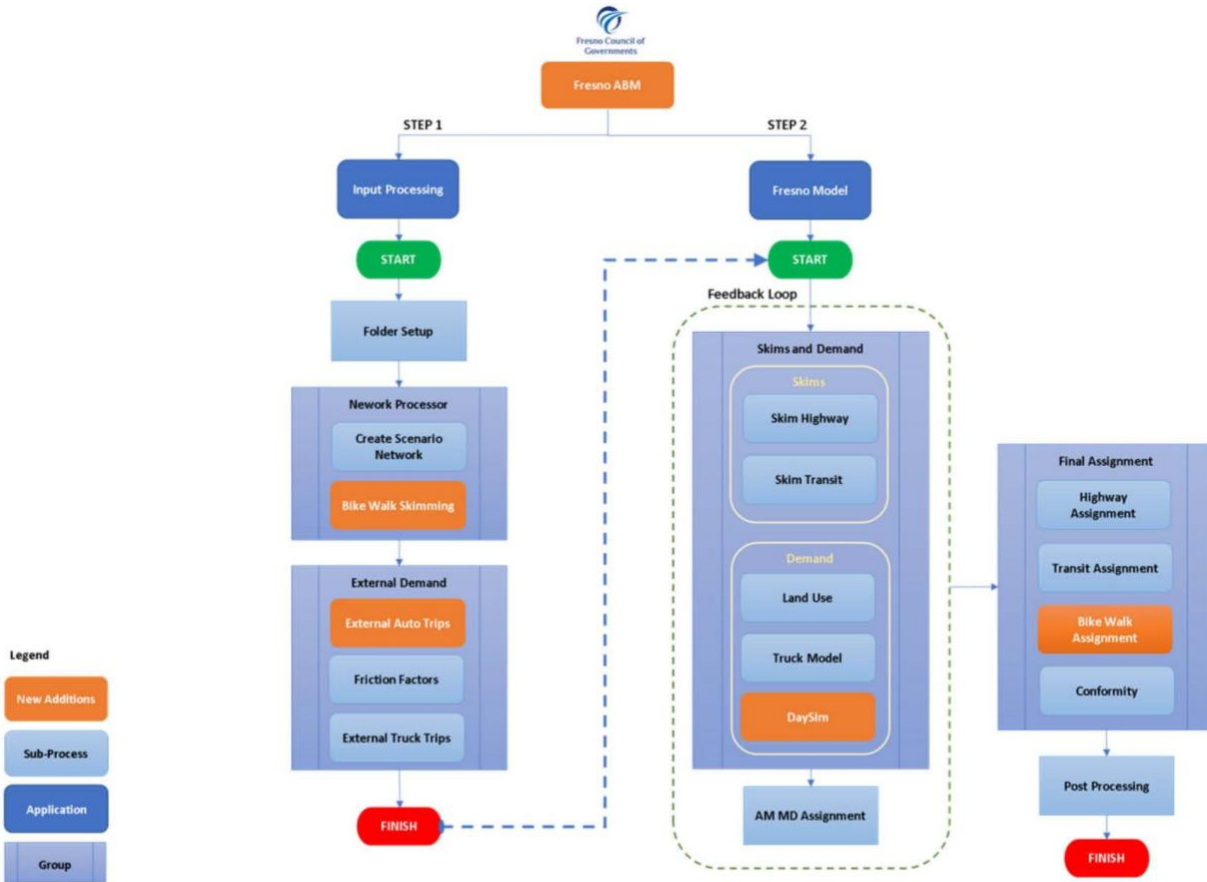 Fresno Council of
Governments
Fresno ABM
STEP 1
STEP 2
Input Processing
Fresno Model
START
START
Feedback Loop
Folder Setup
Skims and Demand
Skims
Skim Highway
Skim Transit
Nework Processor
Create Scenario
Network
Bike Walk Skimming
External Demand
External Auto Trips
Friction Factors
External Truck Trips
FINISH
Demand
Land Use
Truck Model
DaySim
AM MD Assignment
Final Assignment
Highway
Assignment
Transit Assignment
Bike Walk
Assignment
Conformity
Post Processing
FINISH
Legend
New Additions
Sub-Process
Application
Group